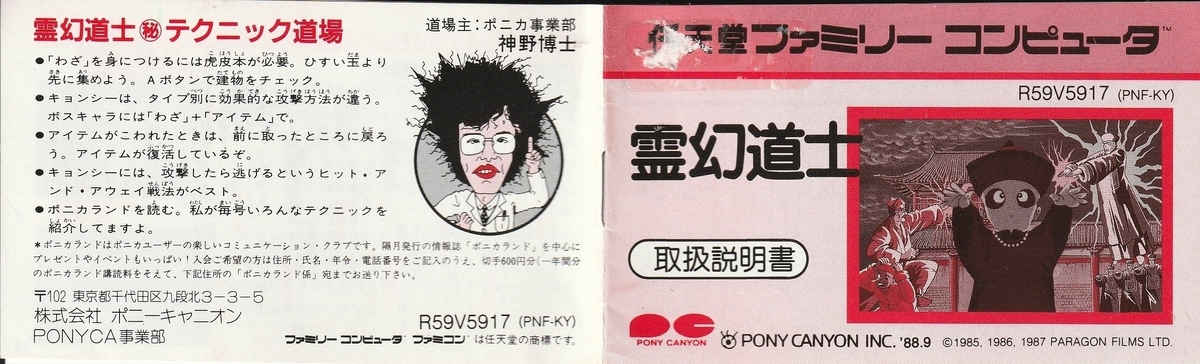 霊幻道士㊙テクニック道場
道場主:ポニカ事業部
神野博士
●「わざ」を身につけるには虎皮本が必要。ひすい玉より
先に集めよう。Aボタンで建物をチェック。
●キョンシーは、タイプ別に効果的な攻撃方法が違う。
ボスキャラには「わざ」+「アイテム」で。
●アイテムがこわれたときは、前に取ったところに戻ろ
う。アイテムが復活しているぞ。
●キョンシーには、攻撃したら逃げるというヒット・ア
ンド・アウェイ戦法がベスト。
●ポニカランドを読む。私が毎号いろんなテクニックを
紹介してますよ。
*ポニカランドはポニカユーザーの楽しいコミュニケーション・クラブです。隔月発行の情報誌「ポニカランド」を中心に
プレゼントやイベントもいっぱい!入会ご希望の方は住所・氏名・年令・電話番号をご記入のうえ、切手600円分(一年間分
のポニカランド購読料をそえて、下記住所の「ポニカランド係」宛までお送り下さい。
〒102 東京都千代田区九段北3-3-5
株式会社 ポニーキャニオン
PONYCA事業部
R59V5917 (PNF-KY)
ファミリーコンピュータ™ ファミコン™は任天堂の商標です。
任天堂ファミリー コンピュータ™
R59V5917 (PNF-KY)
霊幻道士
取扱説明書
PONY CANYON
PONY CANYON INC. '88.9
©1985, 1986, 1987 PARAGON FILMS LTD.